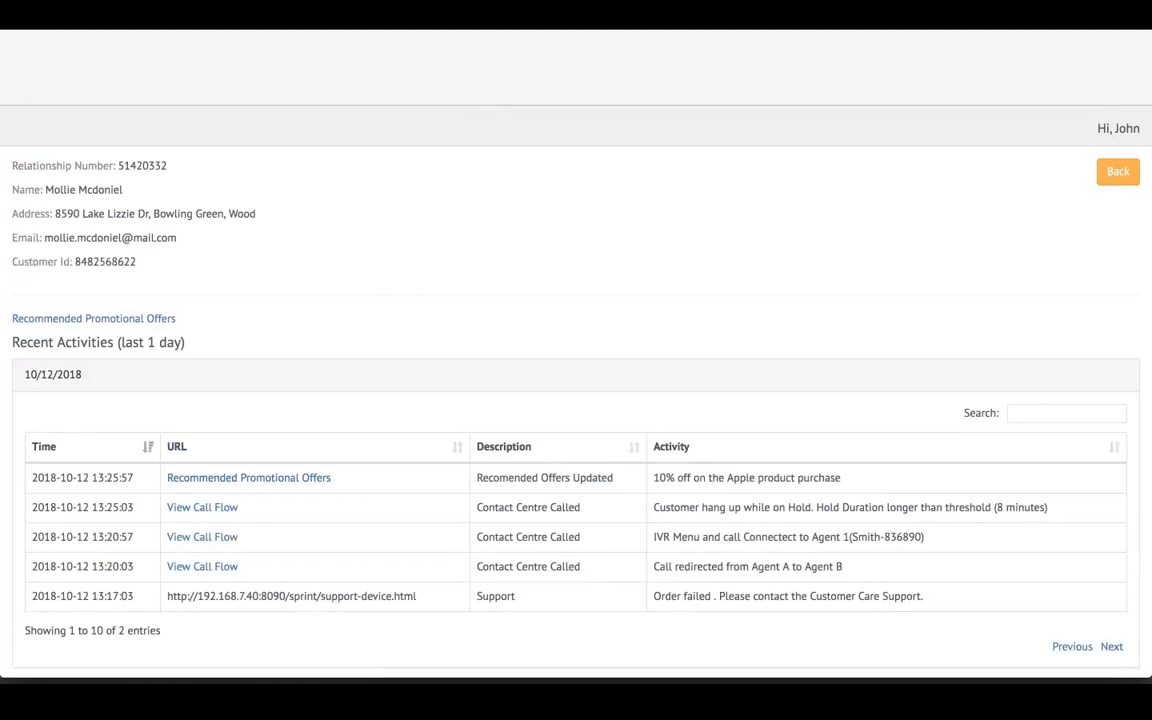 Hi, John
Relationship Number: 51420332
Back
Name: Mollie Mcdoniel
Address: 8590 Lake Lizzie Dr, Bowling Green, Wood
Email: mollie.mcdoniel@mail.com
Customer Id: 8482568622
Recommended Promotional Offers
Recent Activities (last 1 day)
10/12/2018
Search:
Time URL Description Activity
2018-10-12 13:25:57 Recommended Promotional Offers Recomended Offers Updated 10% off on the Apple product purchase
2018-10-12 13:25:03 View Call Flow Contact Centre Called Customer hang up while on Hold. Hold Duration longer than threshold (8 minutes)
2018-10-12 13:20:57 View Call Flow Contact Centre Called IVR Menu and call Connectect to Agent 1(Smith-836890)
2018-10-12 13:20:03 View Call Flow Contact Centre Called Call redirected from Agent A to Agent B
2018-10-12 13:17:03 http://192.168.7.40:8090/sprint/support-device.html Support Order failed . Please contact the Customer Care Support.
Showing 1 to 10 of 2 entries
Previous Next